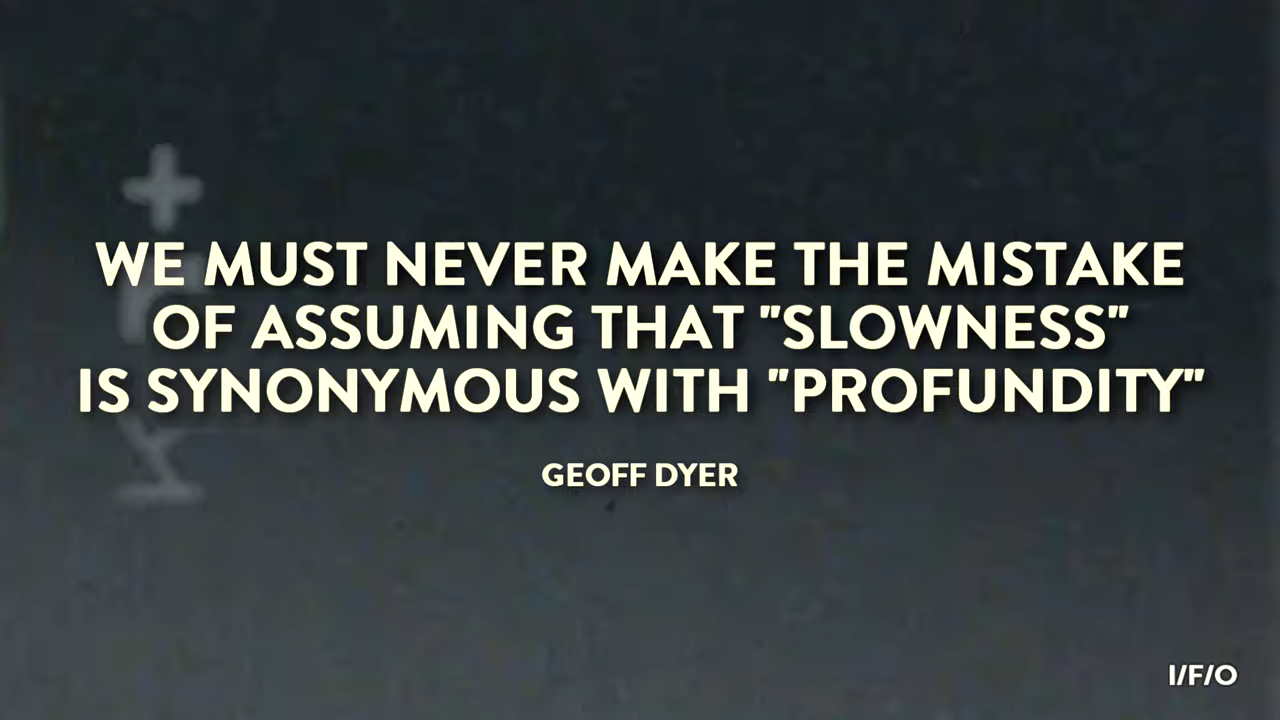 WE MUST NEVER MAKE THE MISTAKE
OF ASSUMING THAT "SLOWNESS"
IS SYNONYMOUS WITH "PROFUNDITY"
GEOFF DYER
I/F/O